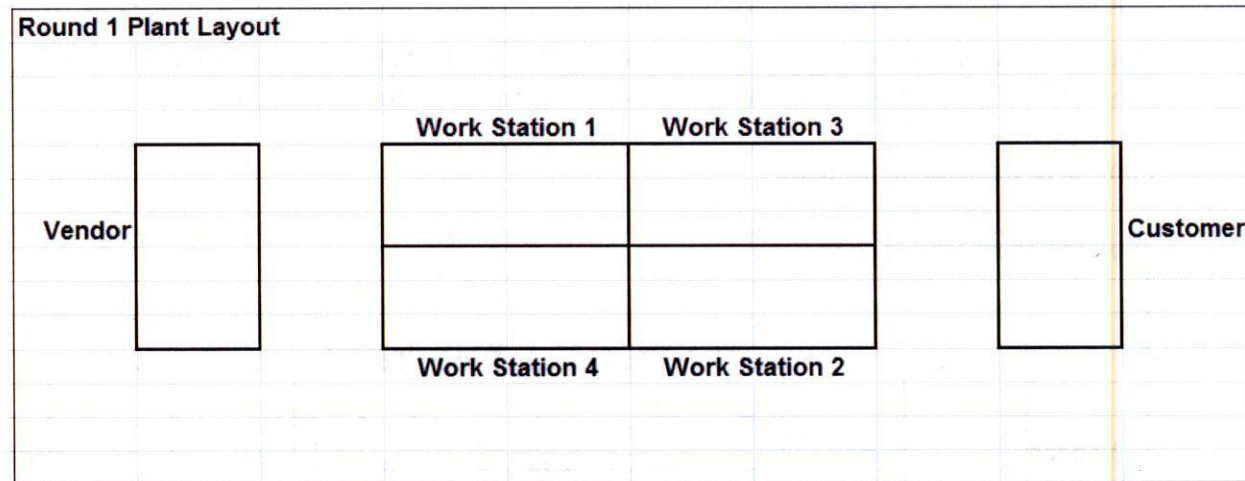 Round 1 Plant Layout
Work Station 1 Work Station 3
Vendor
Customer
Work Station 4 Work Station 2